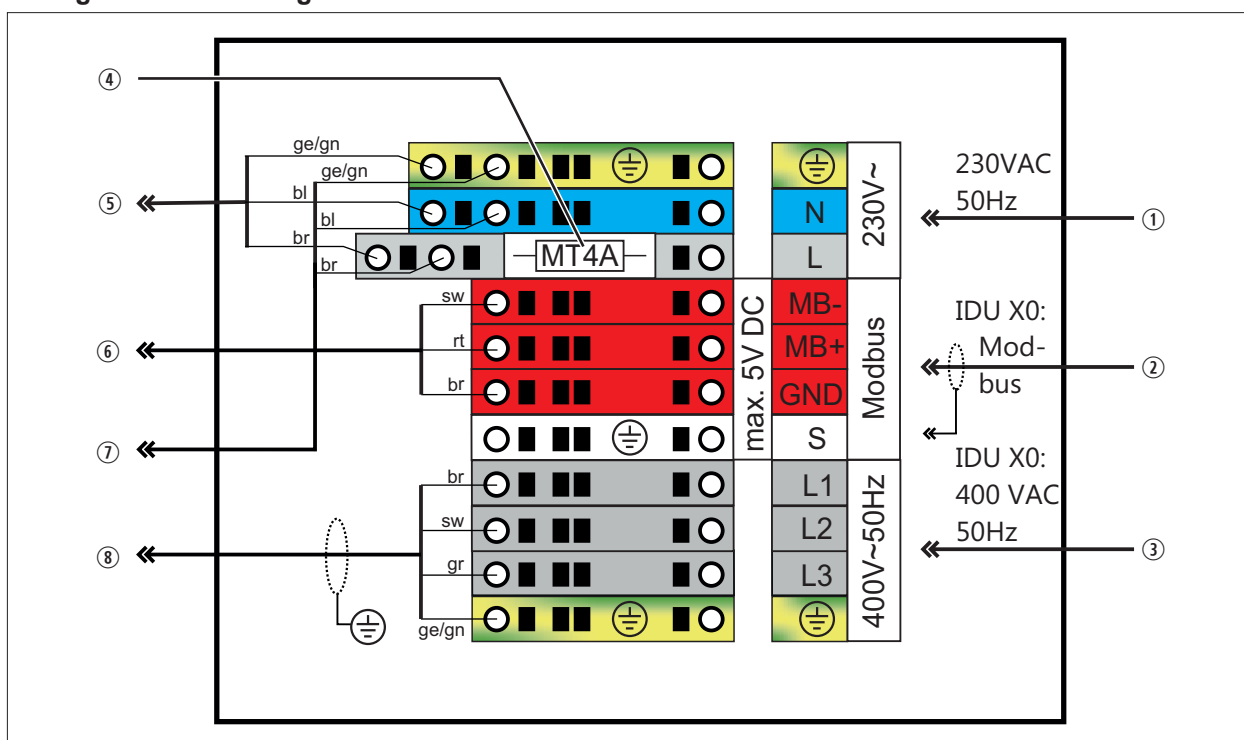 ④
ge/gn
ge/gn
230VAC
50Hz
⑤
bl
bl
N
230V~
①
br
br
MT4A
L
sw
MB-
IDU X0:
Mod-
bus
⑥
rt
MB+
max. 5V DC
Modbus
②
br
GND
⑦
S
IDU X0:
400 VAC
50Hz
br
L1
sw
L2
400V~50Hz
⑧
③
gr
L3
ge/gn